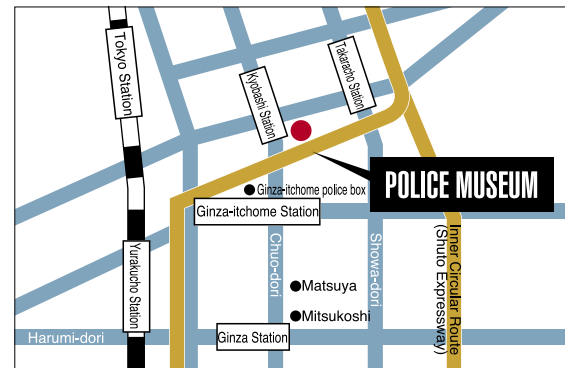 Tokyo Station
Kyobashi Station
Takaracho Station
POLICE MUSEUM
Ginza-itchome police box
Ginza-itchome Station
Yurakucho Station
Chuo-dori
Showa-dori
Inner Circular Route
(Shuto Expressway)
Matsuya
Mitsukoshi
Harumi-dori
Ginza Station